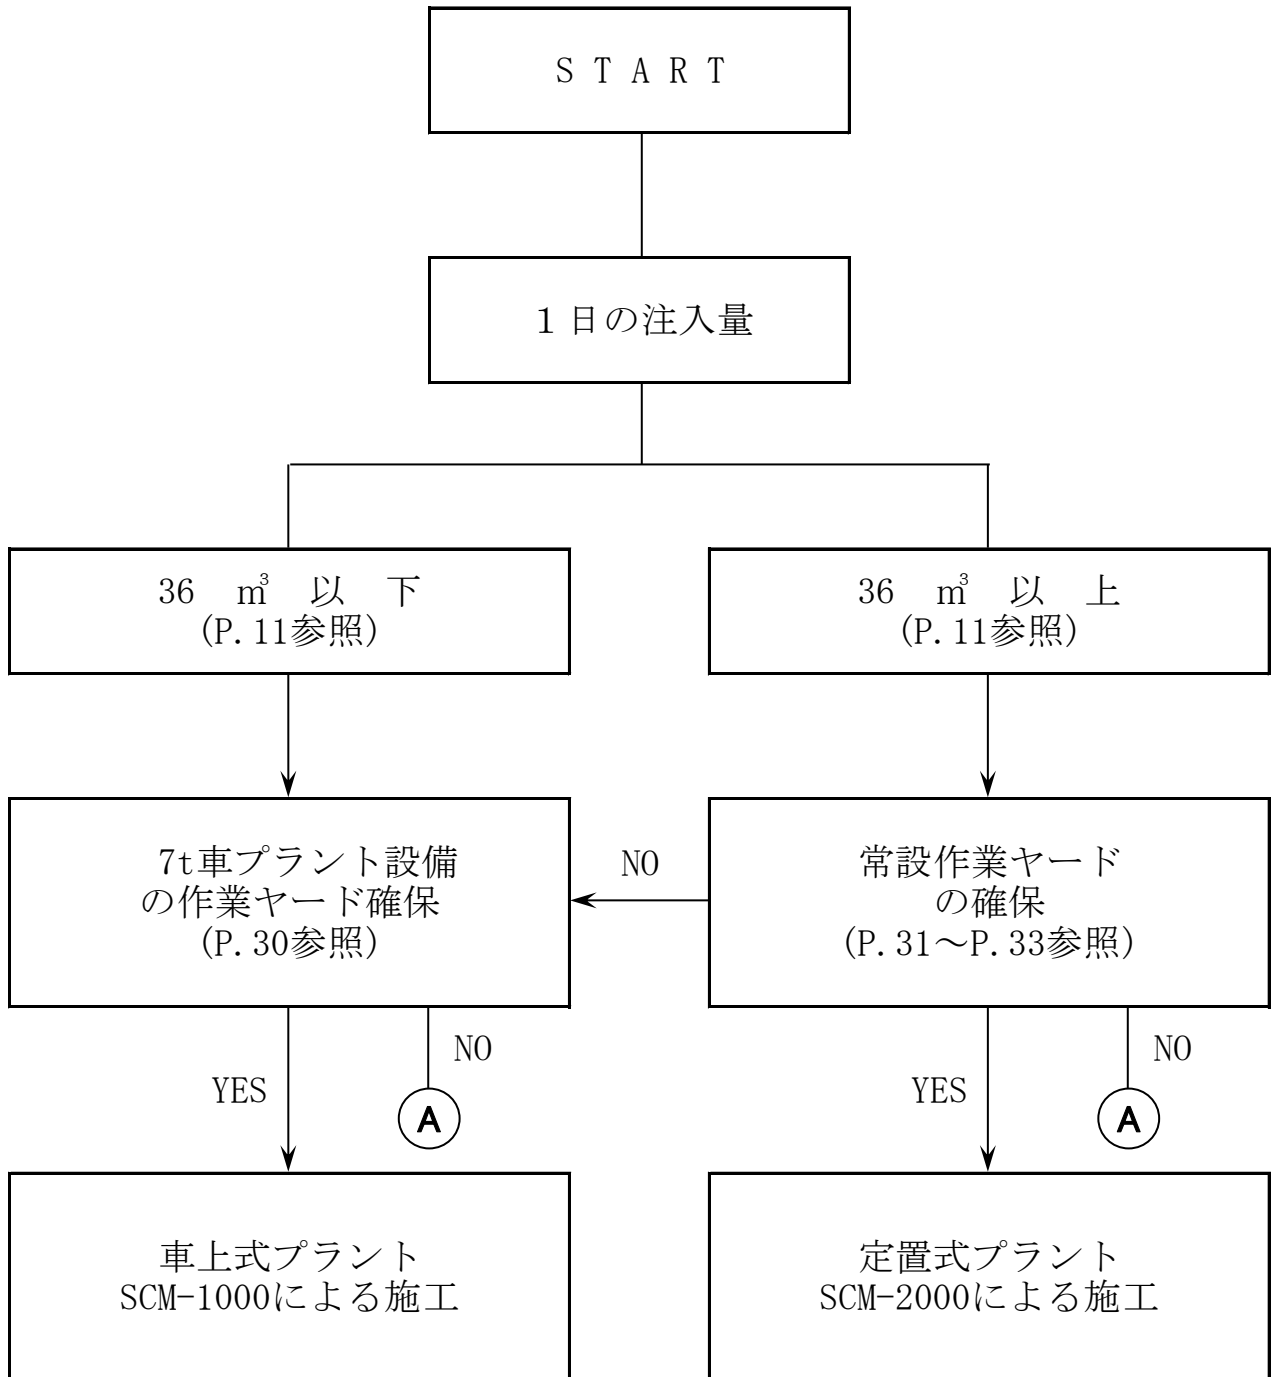 START
１日の注入量
36 ㎥ 以 下
(P.11参照)
36 ㎥ 以 上
(P.11参照)
7t車プラント設備
の作業ヤード確保
(P.30参照)
NO
常設作業ヤード
の確保
(P.31～P.33参照)
YES
NO
A
YES
NO
A
車上式プラント
SCM-1000による施工
定置式プラント
SCM-2000による施工